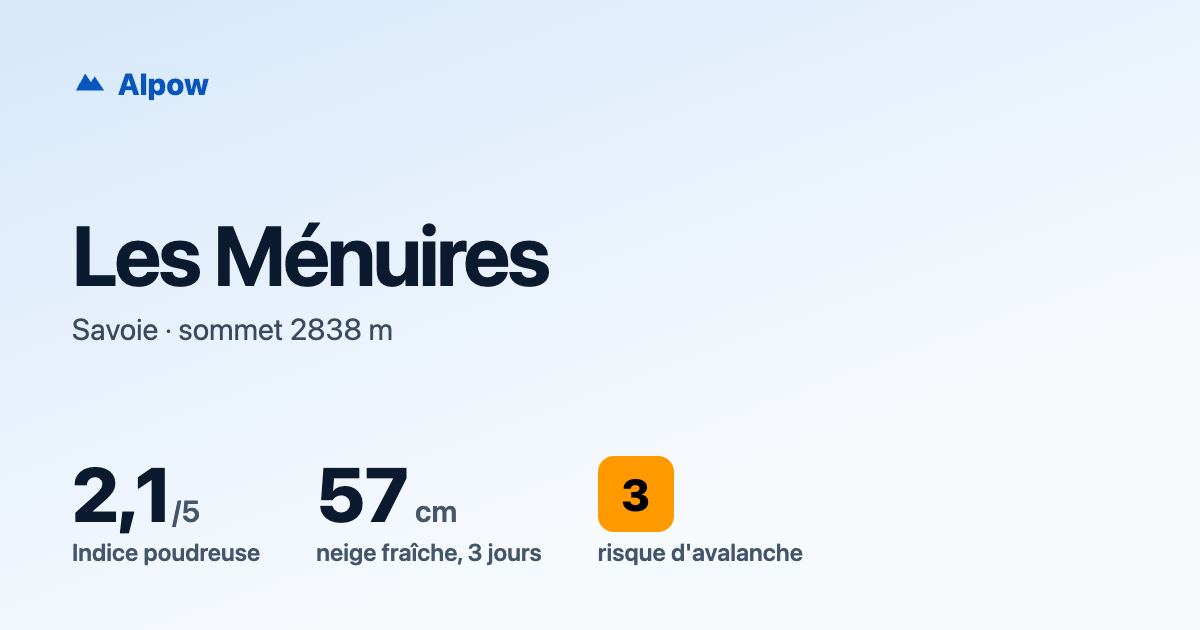 Alpow
Les Ménuires
Savoie · sommet 2838 m
2,1/5
Indice poudreuse
57 cm
neige fraîche, 3 jours
3
risque d'avalanche